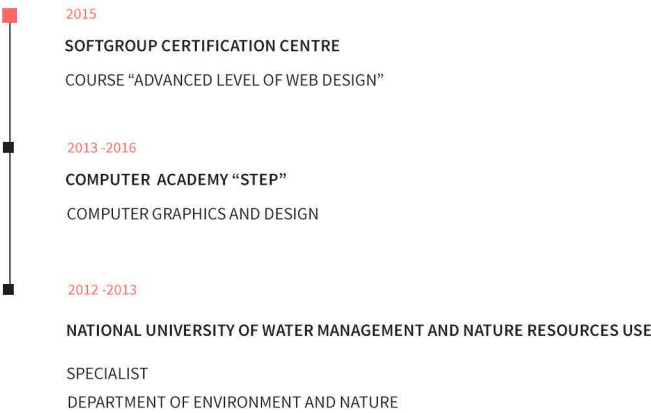 2015
SOFTGROUP CERTIFICATION CENTRE
COURSE “ADVANCED LEVEL OF WEB DESIGN”
2013 -2016
COMPUTER ACADEMY “STEP”
COMPUTER GRAPHICS AND DESIGN
2012 -2013
NATIONAL UNIVERSITY OF WATER MANAGEMENT AND NATURE RESOURCES USE
SPECIALIST
DEPARTMENT OF ENVIRONMENT AND NATURE